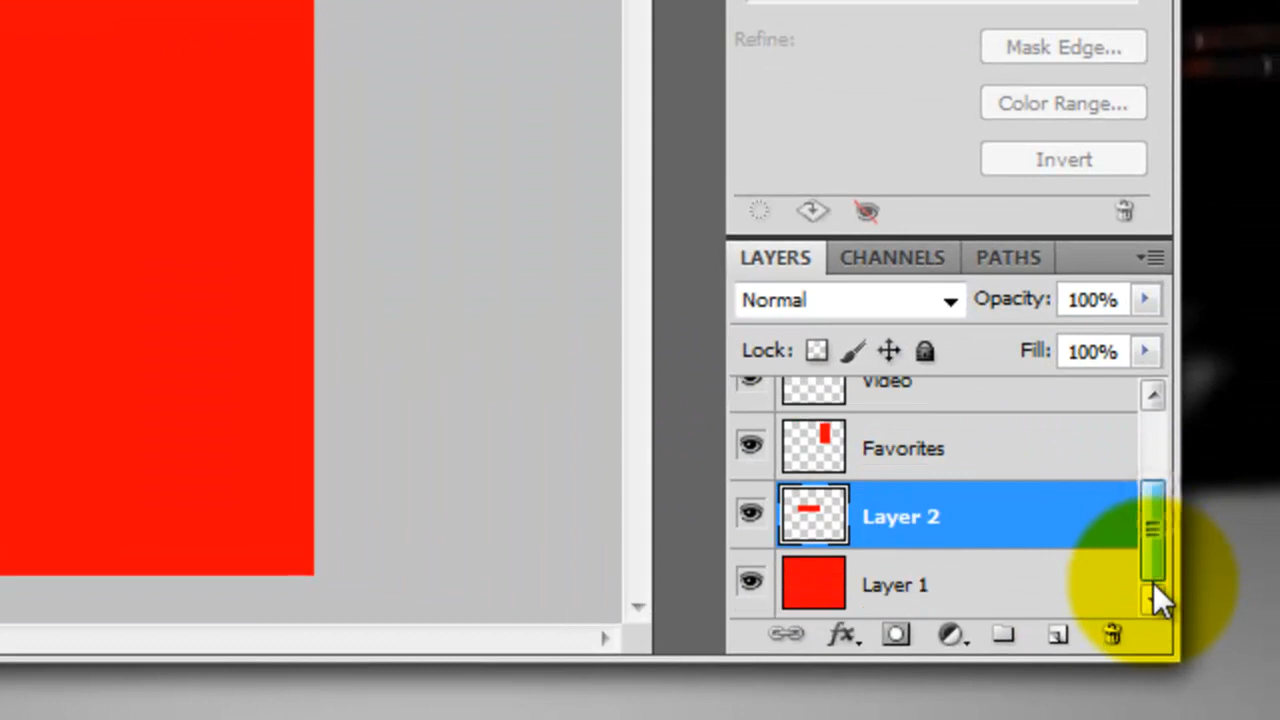 Refine:
Mask Edge...
Color Range...
Invert
LAYERS CHANNELS PATHS
Normal Opacity: 100%
Lock: Fill: 100%
Video
Favorites
Layer 2
Layer 1
fx